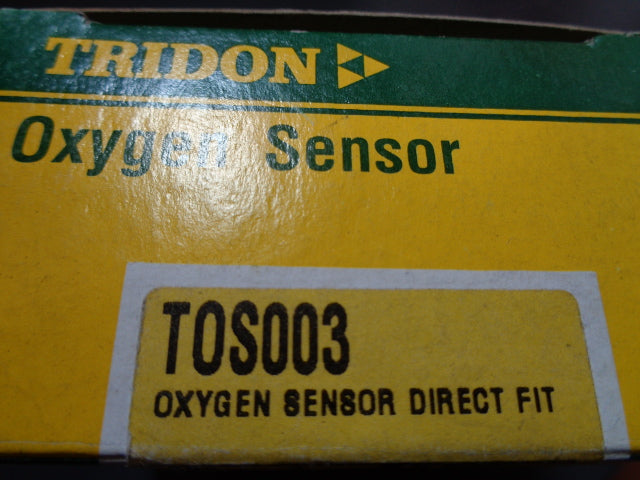 TRIDON
Oxygen Sensor
TOS003
OXYGEN SENSOR DIRECT FIT